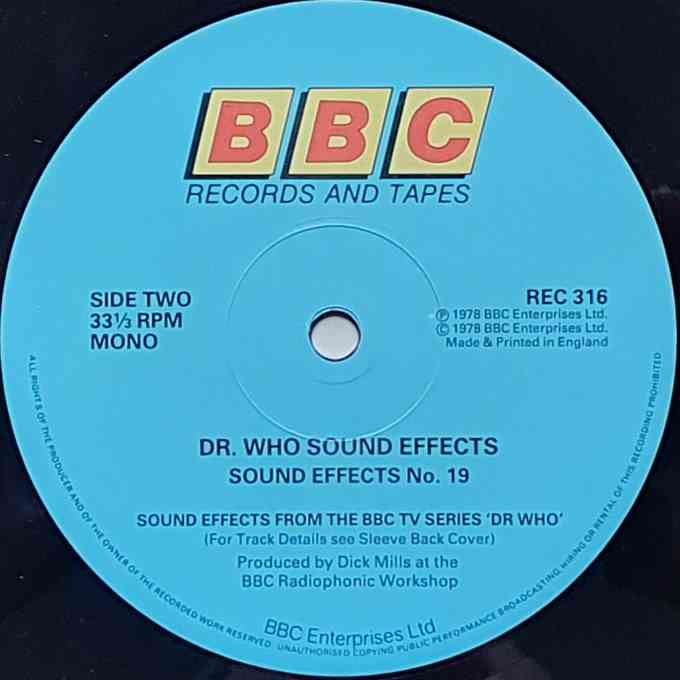 BBC
RECORDS AND TAPES
SIDE TWO
33⅓ RPM
MONO
REC 316
℗ 1978 BBC Enterprises Ltd.
© 1978 BBC Enterprises Ltd.
Made & Printed in England
DR. WHO SOUND EFFECTS
SOUND EFFECTS No. 19
SOUND EFFECTS FROM THE BBC TV SERIES 'DR WHO'
(For Track Details see Sleeve Back Cover)
Produced by Dick Mills at the
BBC Radiophonic Workshop
BBC Enterprises Ltd
ALL RIGHTS OF THE PRODUCER AND OF THE OWNER OF THE RECORDED WORK RESERVED. UNAUTHORISED COPYING PUBLIC PERFORMANCE BROADCASTING, HIRING OR RENTAL OF THIS RECORDING PROHIBITED